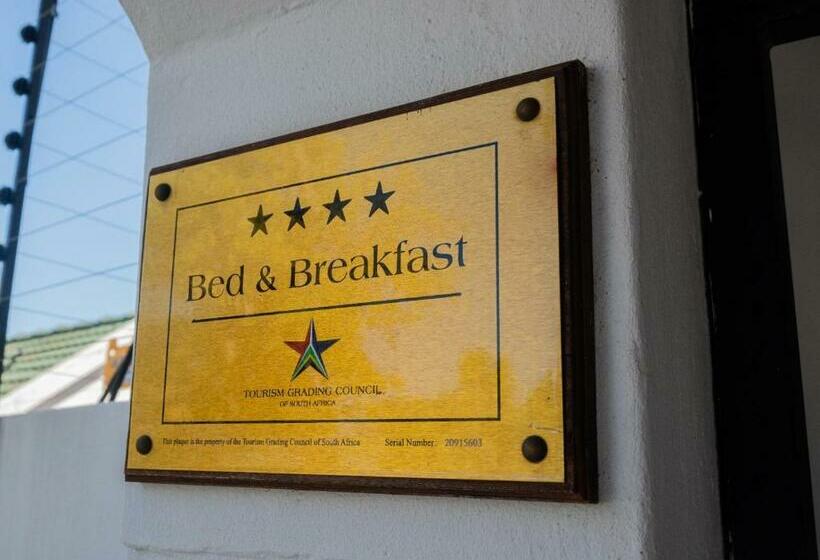 Bed & Breakfast
TOURISM GRADING COUNCIL
OF SOUTH AFRICA
This plaque is the property of the Tourism Grading Council of South Africa Serial Number: 20915603